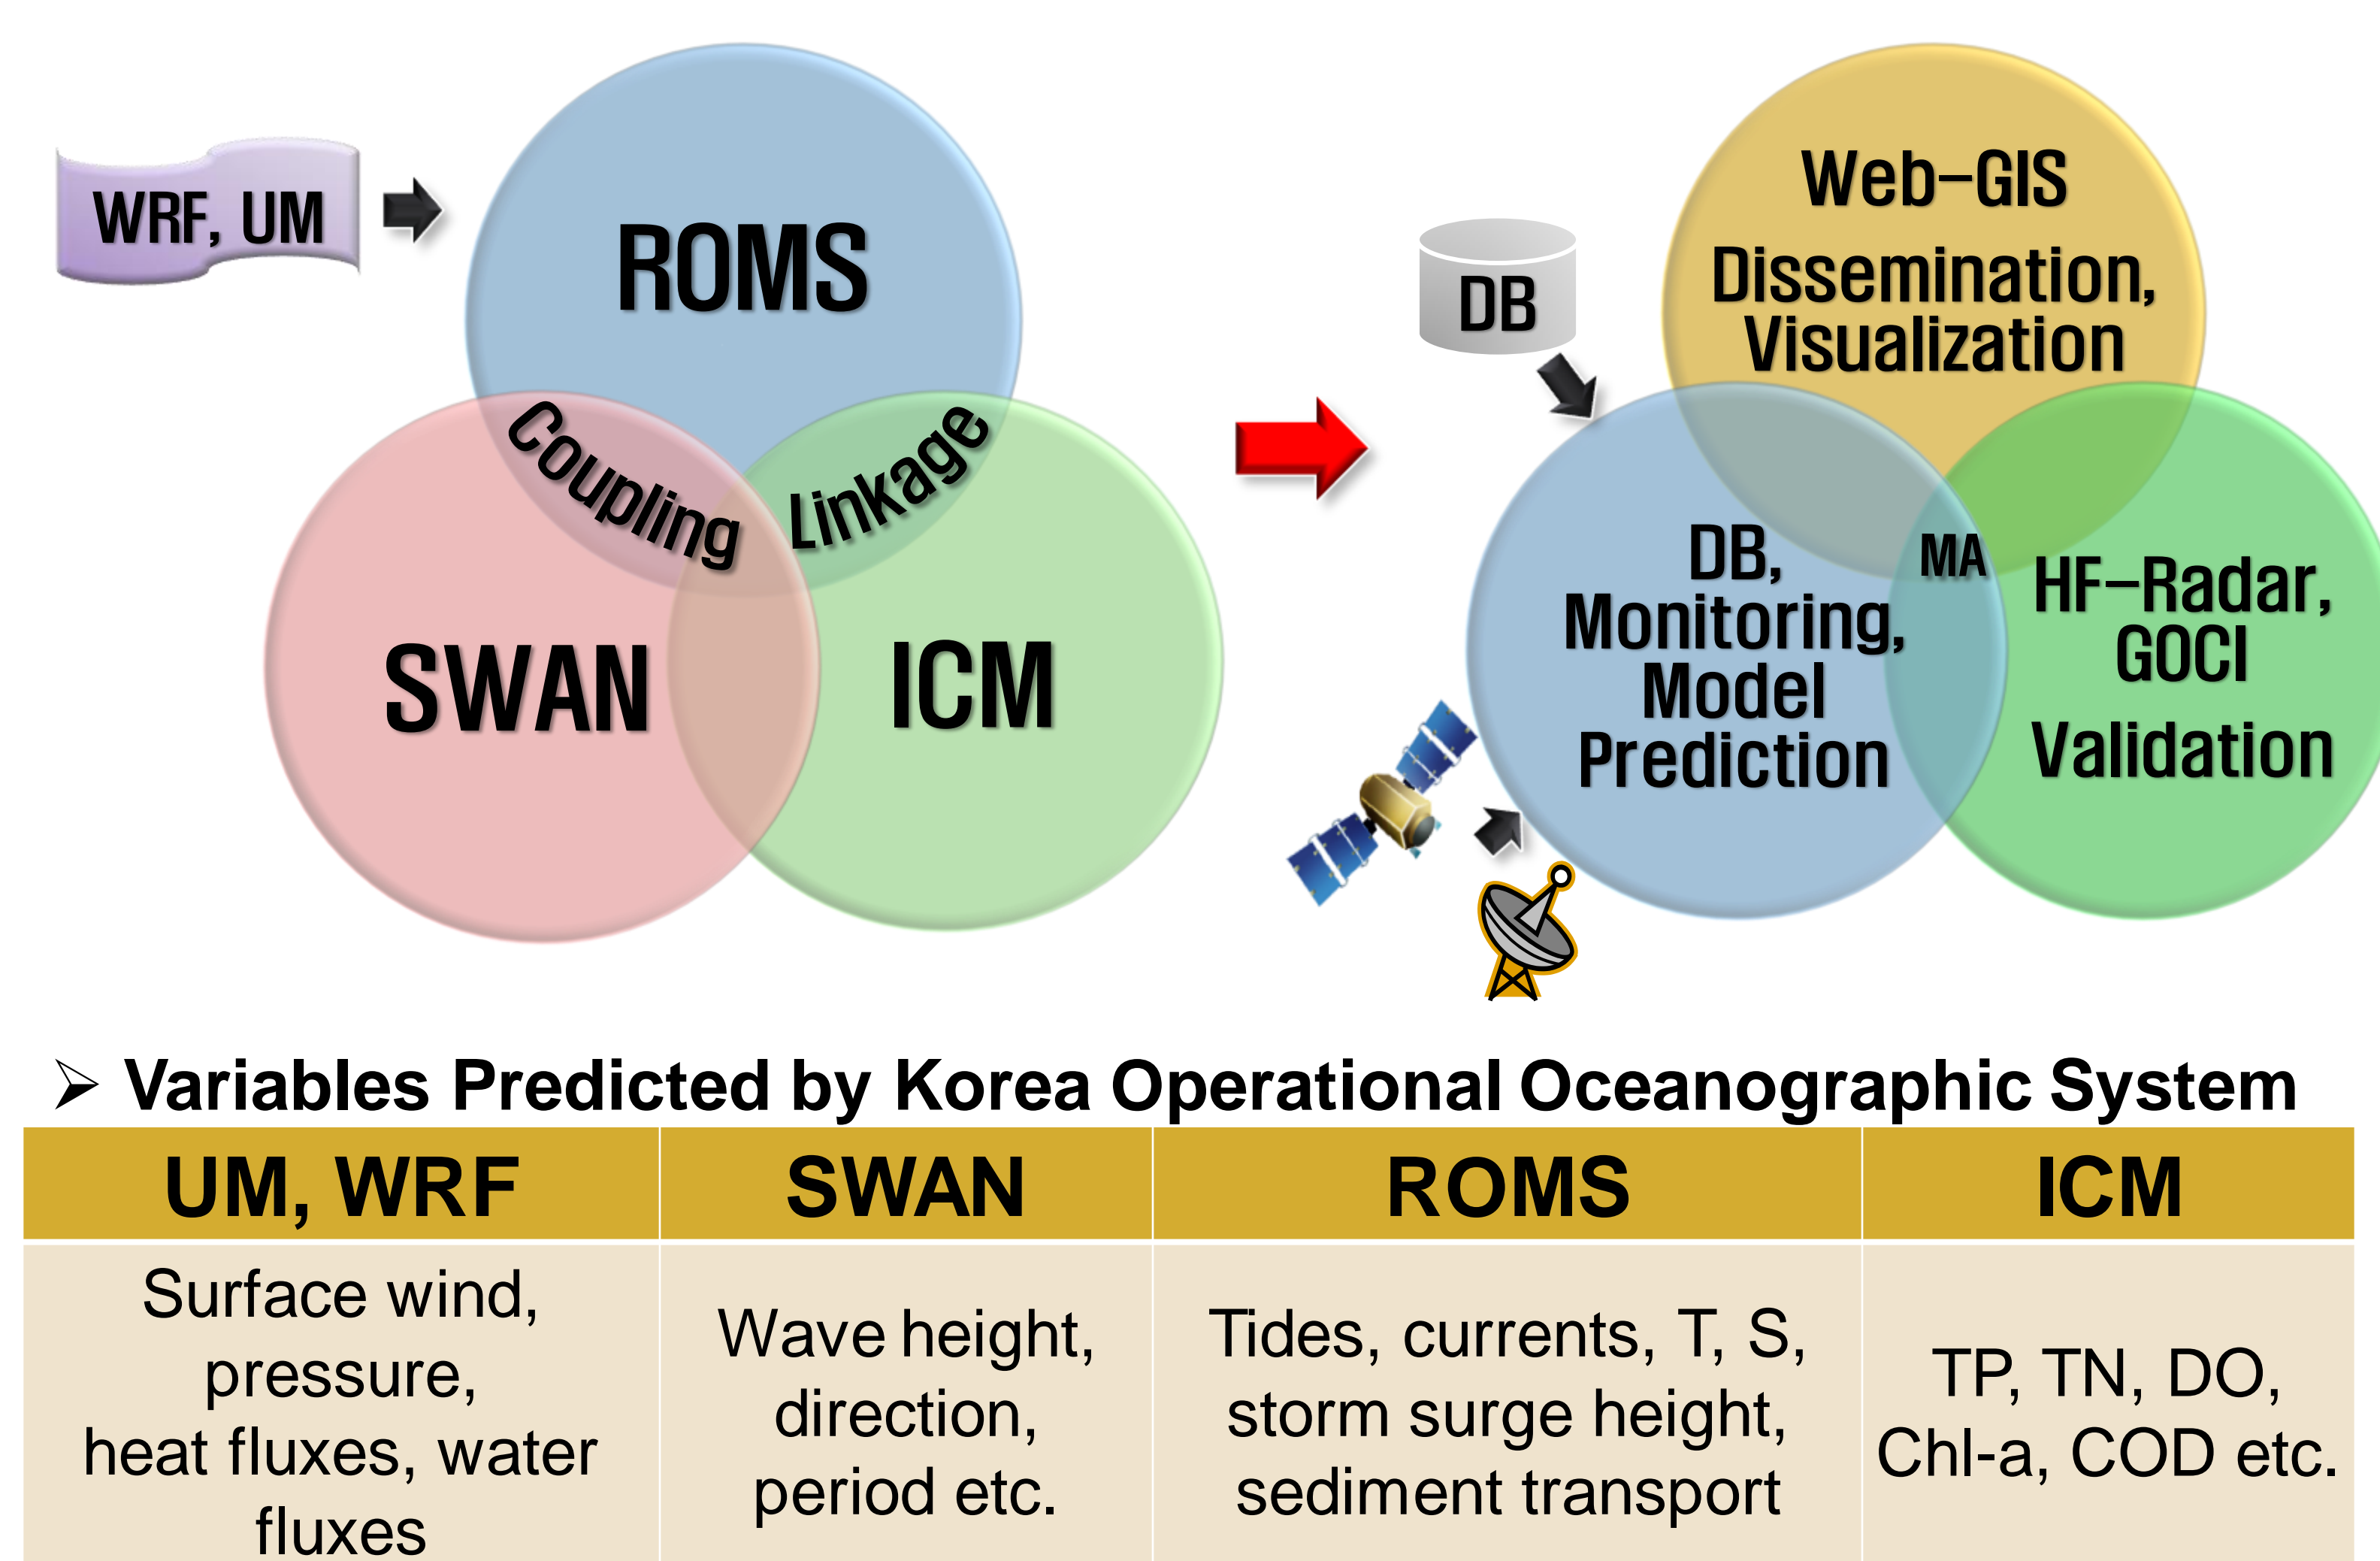 WRF, UM
ROMS
Coupling
Linkage
SWAN
ICM
DB
Web-GIS
Dissemination,
Visualization
DB,
Monitoring,
Model
Prediction
MA
HF-Radar,
GOCI
Validation
➢ Variables Predicted by Korea Operational Oceanographic System
UM, WRF
SWAN
ROMS
ICM
Surface wind,
pressure,
heat fluxes, water
fluxes
Wave height,
direction,
period etc.
Tides, currents, T, S,
storm surge height,
sediment transport
TP, TN, DO,
Chl-a, COD etc.